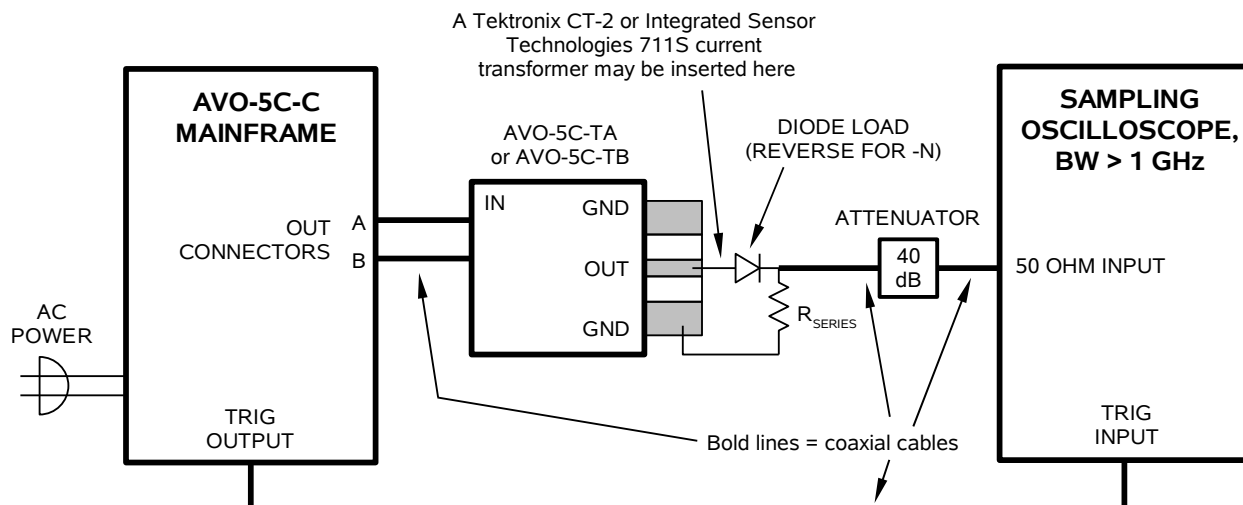 A Tektronix CT-2 or Integrated Sensor
Technologies 711S current
transformer may be inserted here
AVO-5C-C
MAINFRAME
OUT
CONNECTORS
A
B
AC
POWER
TRIG
OUTPUT
AVO-5C-TA
or AVO-5C-TB
IN
GND
OUT
GND
DIODE LOAD
(REVERSE FOR -N)
RSERIES
ATTENUATOR
40
dB
Bold lines = coaxial cables
SAMPLING
OSCILLOSCOPE,
BW > 1 GHz
50 OHM INPUT
TRIG
INPUT